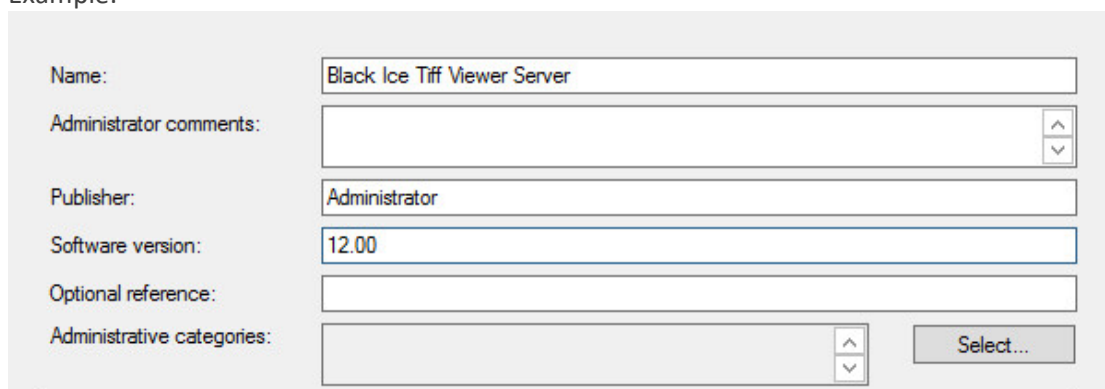 Example:
Name: Black Ice Tiff Viewer Server
Administrator comments:
Publisher: Administrator
Software version: 12.00
Optional reference:
Administrative categories: Select...